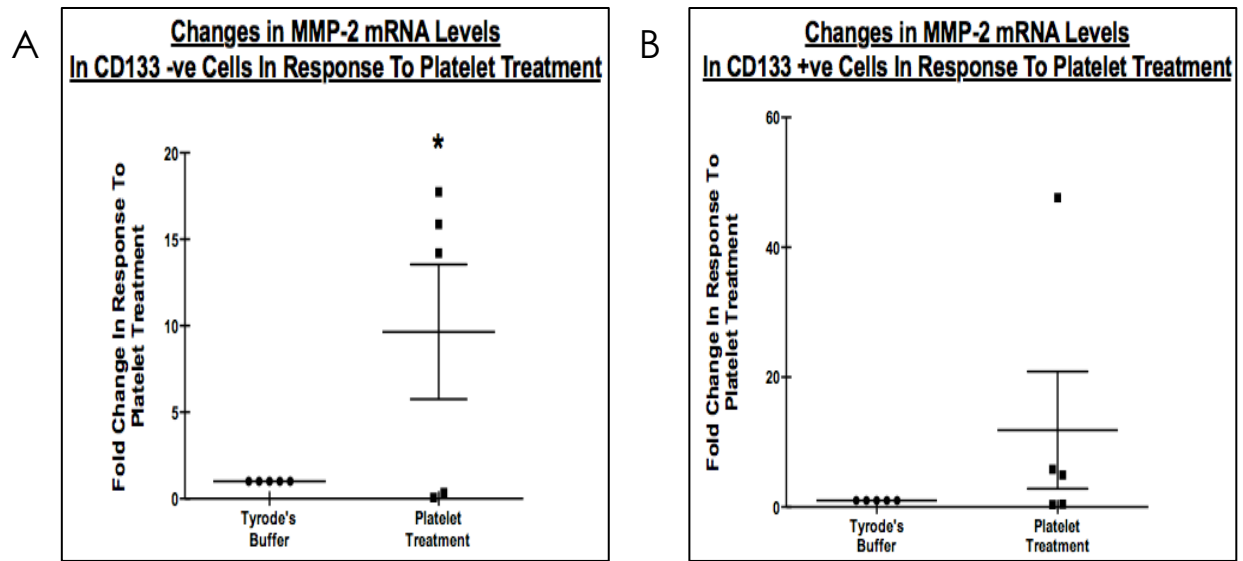 A
Changes in MMP-2 mRNA Levels
In CD133 -ve Cells In Response To Platelet Treatment
Fold Change In Response To
Platelet Treatment
20
15
10
5
0
*
Tyrode's
Buffer
Platelet
Treatment
B
Changes in MMP-2 mRNA Levels
In CD133 +ve Cells In Response To Platelet Treatment
Fold Change In Response To
Platelet Treatment
60
40
20
0
Tyrode's
Buffer
Platelet
Treatment